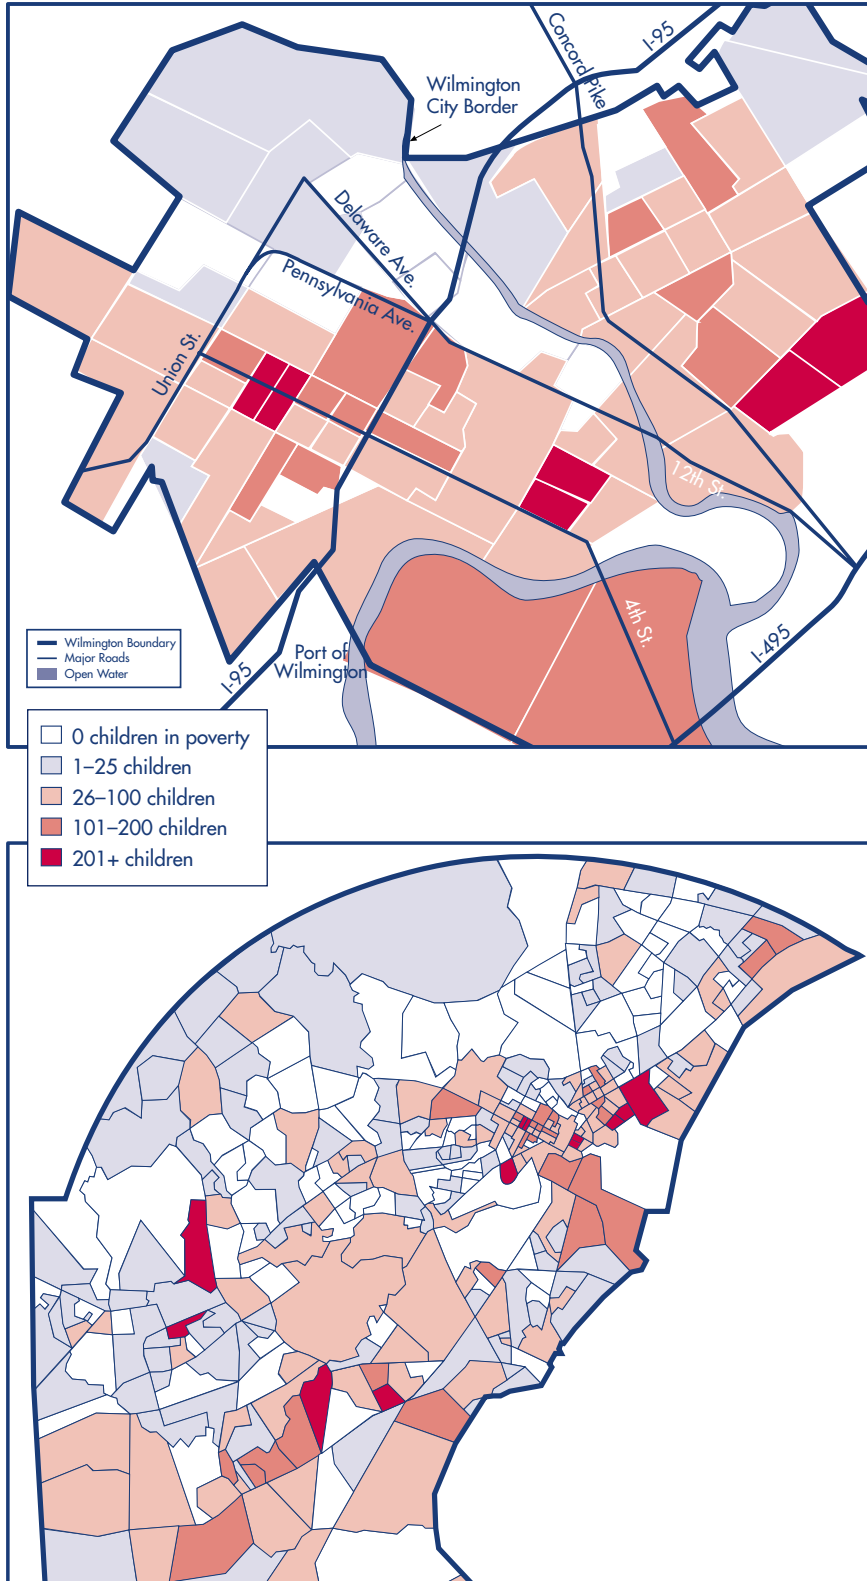 Concord Pike
I-95
Wilmington
City Border
Delaware Ave.
Pennsylvania Ave.
Union St.
12th St.
4th St.
I-495
Port of
Wilmington
I-95
Wilmington Boundary
Major Roads
Open Water
0 children in poverty
1–25 children
26–100 children
101–200 children
201+ children